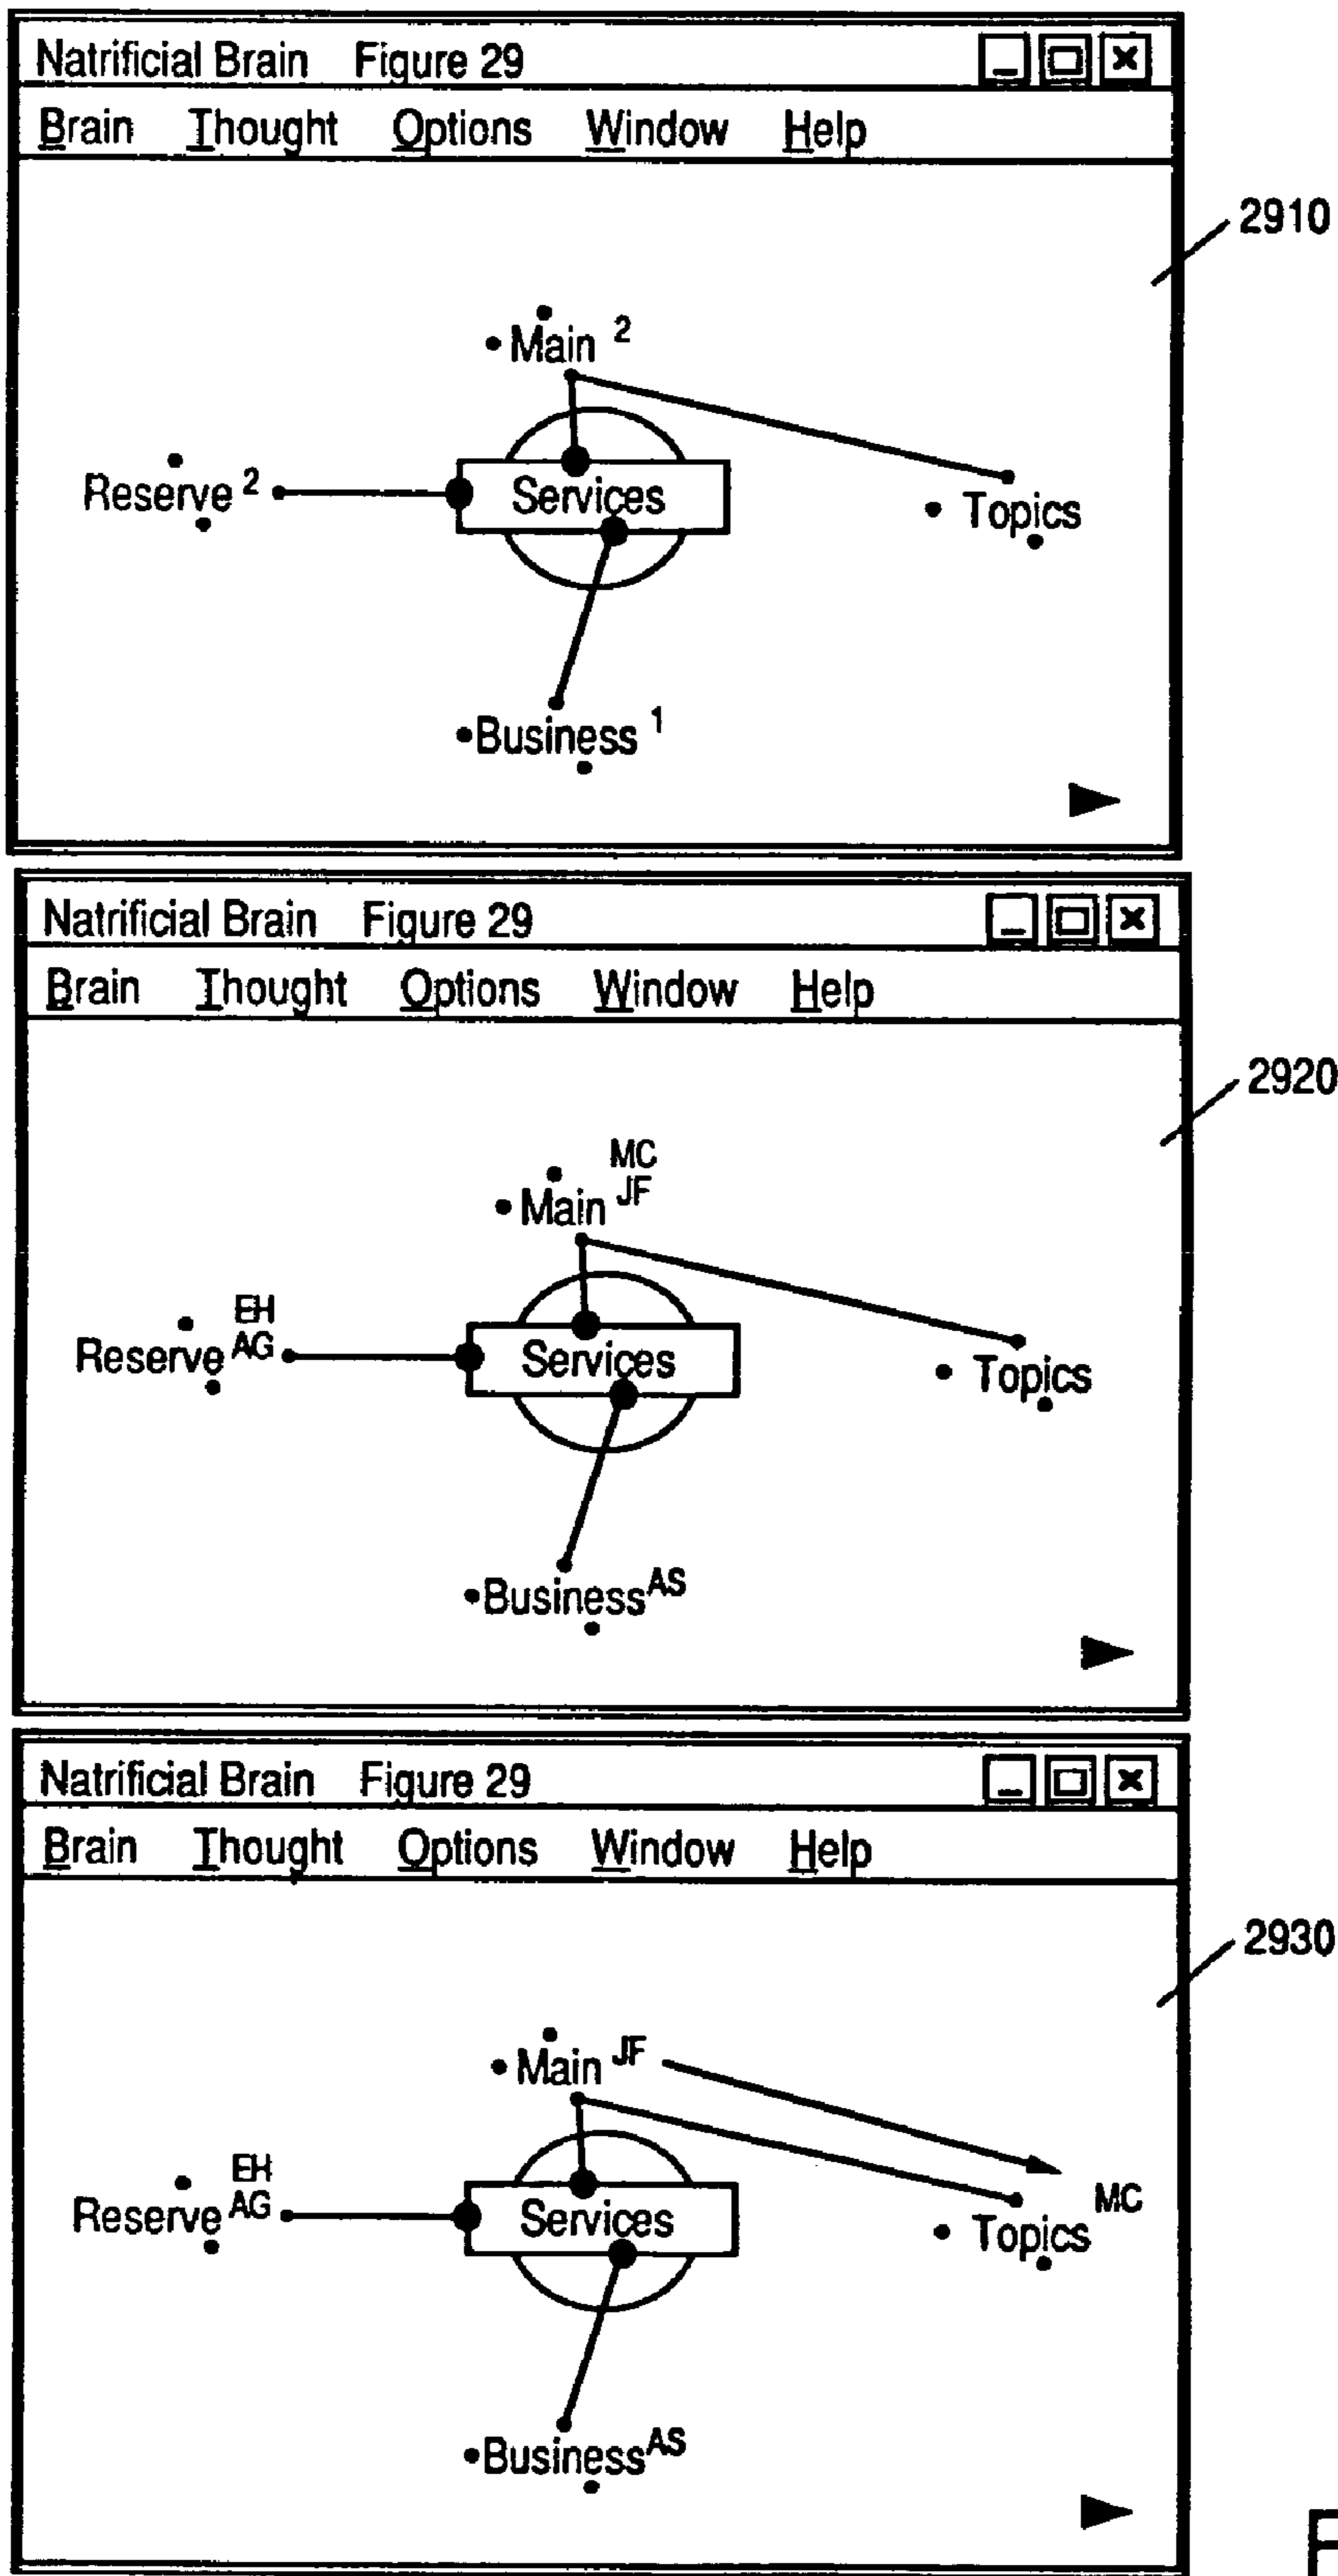 Natrificial Brain Figure 29
Brain Thought Options Window Help
2910
Main 2
Reserve 2
Services
Topics
Business 1
Natrificial Brain Figure 29
Brain Thought Options Window Help
2920
MC
Main JF
EH
Reserve AG
Services
Topics
Business AS
Natrificial Brain Figure 29
Brain Thought Options Window Help
2930
Main JF
EH
Reserve AG
MC
Services
Topics
Business AS